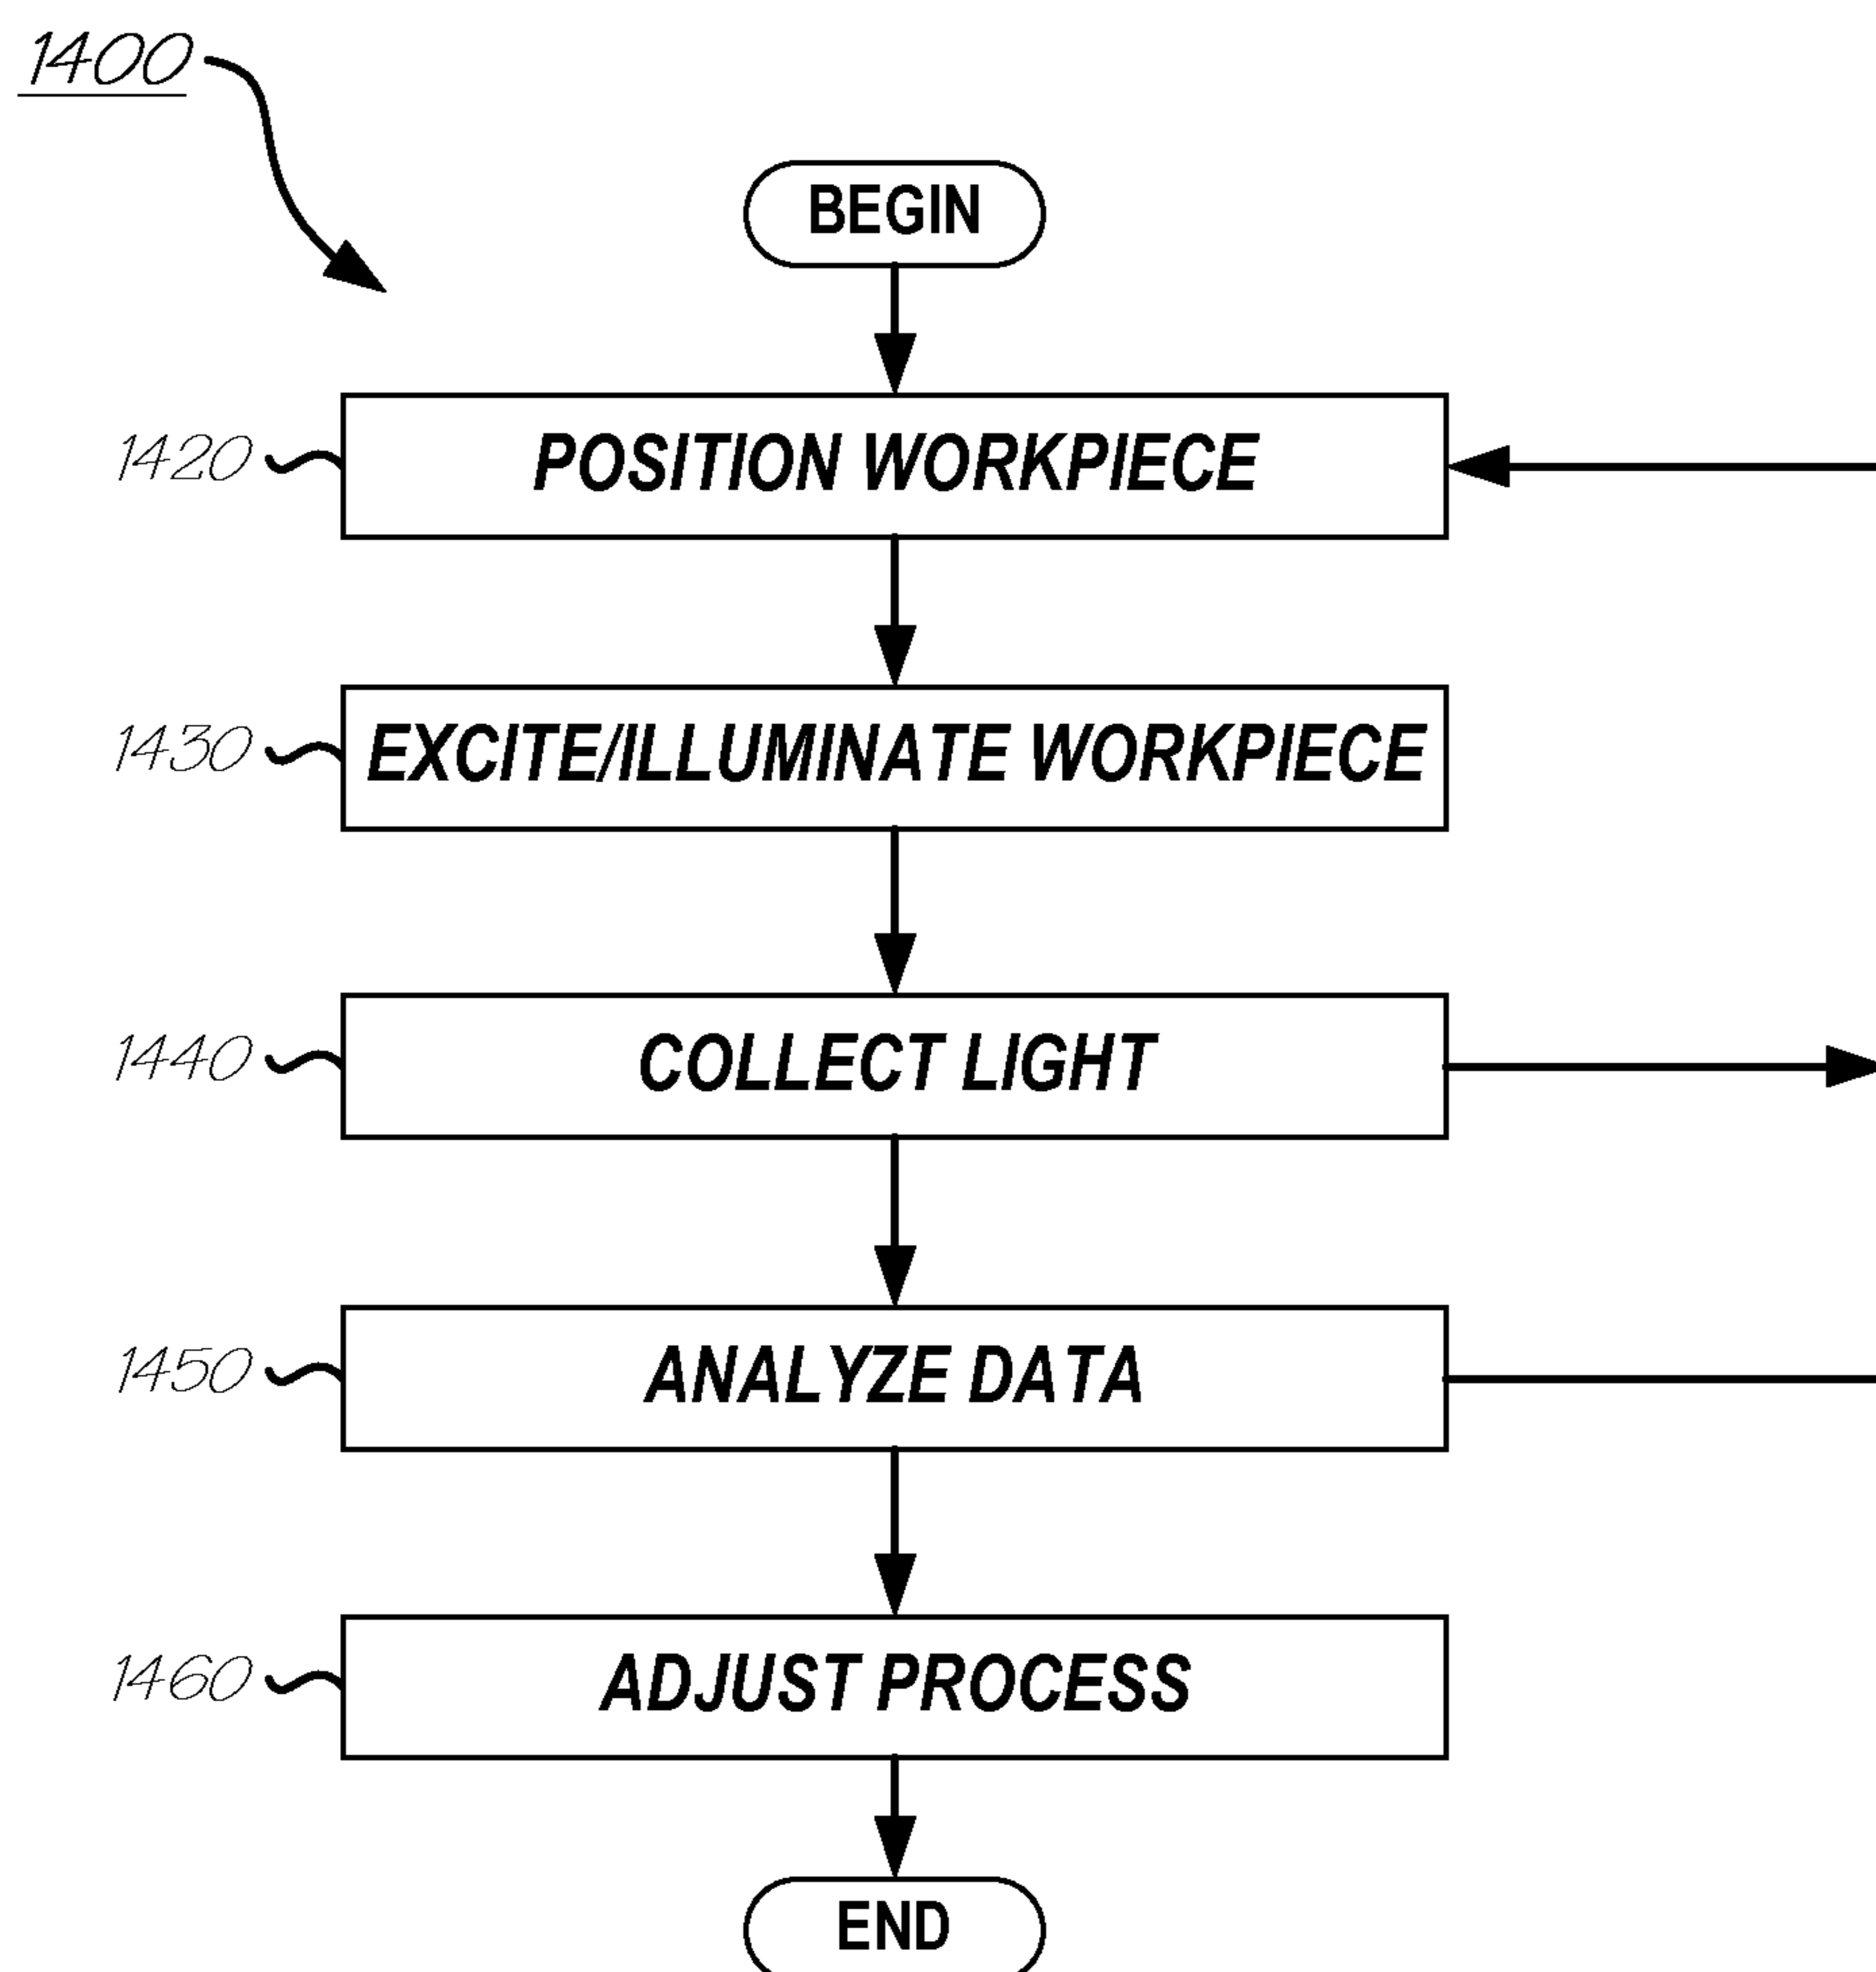 1400
BEGIN
1420
POSITION WORKPIECE
1430
EXCITE/ILLUMINATE WORKPIECE
1440
COLLECT LIGHT
1450
ANALYZE DATA
1460
ADJUST PROCESS
END